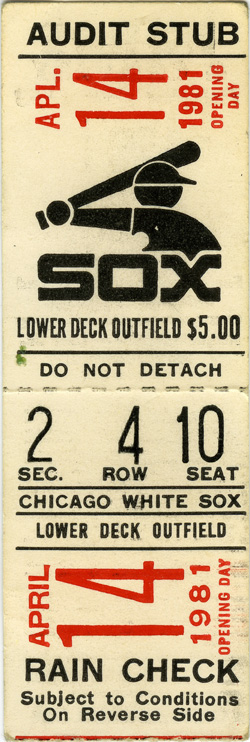 AUDIT STUB
APL. 14 1981 OPENING DAY
SOX
LOWER DECK OUTFIELD $5.00
DO NOT DETACH
2 4 10
SEC. ROW SEAT
CHICAGO WHITE SOX
LOWER DECK OUTFIELD
APRIL 14 1981 OPENING DAY
RAIN CHECK
Subject to Conditions
On Reverse Side